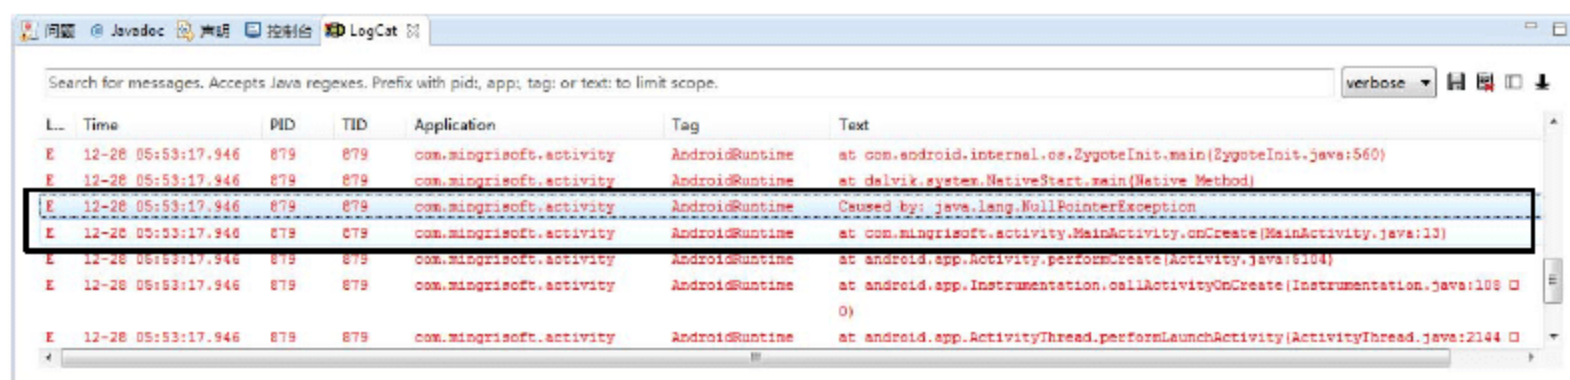 问题 @ Javadoc 声明 控制台 LogCat
Search for messages. Accepts Java regexes. Prefix with pid:, app:, tag: or text: to limit scope.
verbose
L... Time PID TID Application Tag Text
E 12-28 05:53:17.946 879 879 com.mingrisoft.activity AndroidRuntime at com.android.internal.os.ZygoteInit.main(ZygoteInit.java:560)
E 12-28 05:53:17.946 879 879 com.mingrisoft.activity AndroidRuntime at dalvik.system.NativeStart.main(Native Method)
E 12-28 05:53:17.946 879 879 com.mingrisoft.activity AndroidRuntime Caused by: java.lang.NullPointerException
E 12-28 05:53:17.946 879 879 com.mingrisoft.activity AndroidRuntime at com.mingrisoft.activity.MainActivity.onCreate(MainActivity.java:13)
E 12-28 05:53:17.946 879 879 com.mingrisoft.activity AndroidRuntime at android.app.Activity.performCreate(Activity.java:5104)
E 12-28 05:53:17.946 879 879 com.mingrisoft.activity AndroidRuntime at android.app.Instrumentation.callActivityOnCreate(Instrumentation.java:108
0)
E 12-28 05:53:17.946 879 879 com.mingrisoft.activity AndroidRuntime at android.app.ActivityThread.performLaunchActivity(ActivityThread.java:2144